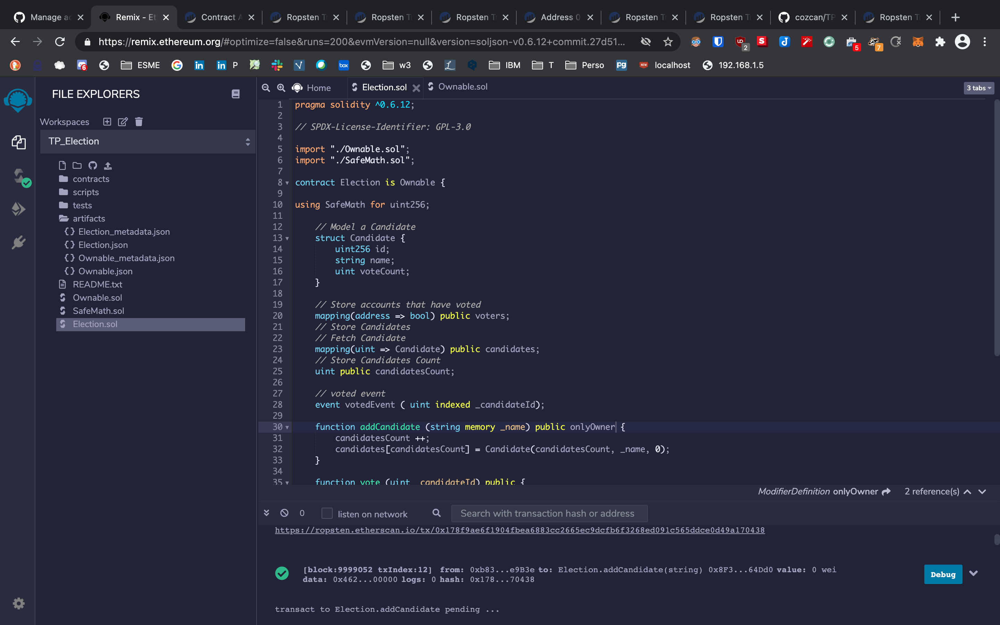 Manage ac
Remix - Et
Contract A
Ropsten T
Ropsten T
Ropsten T
Address 0
Ropsten T
Ropsten T
cozcan/TP
Ropsten T
https://remix.ethereum.org/#optimize=false&runs=200&evmVersion=null&version=soljson-v0.6.12+commit.27d51...
2
5
7
6
ESME
P
box
w3
IBM
T
Perso
pg
NEW
localhost
192.168.1.5
FILE EXPLORERS
Workspaces
TP_Election
contracts
scripts
tests
artifacts
Election_metadata.json
Election.json
Ownable_metadata.json
Ownable.json
README.txt
Ownable.sol
SafeMath.sol
Election.sol
Home
Election.sol
Ownable.sol
3 tabs
1 pragma solidity ^0.6.12;
2
3 // SPDX-License-Identifier: GPL-3.0
4
5 import "./Ownable.sol";
6 import "./SafeMath.sol";
7
8 contract Election is Ownable {
9
10 using SafeMath for uint256;
11
12 // Model a Candidate
13 struct Candidate {
14 uint256 id;
15 string name;
16 uint voteCount;
17 }
18
19 // Store accounts that have voted
20 mapping(address => bool) public voters;
21 // Store Candidates
22 // Fetch Candidate
23 mapping(uint => Candidate) public candidates;
24 // Store Candidates Count
25 uint public candidatesCount;
26
27 // voted event
28 event votedEvent ( uint indexed _candidateId);
29
30 function addCandidate (string memory _name) public onlyOwner {
31 candidatesCount ++;
32 candidates[candidatesCount] = Candidate(candidatesCount, _name, 0);
33 }
34
35 function vote (uint _candidateId) public {
ModifierDefinition onlyOwner 2 reference(s)
0 listen on network Search with transaction hash or address
https://ropsten.etherscan.io/tx/0x178f9ae6f1904fbea6883cc2665ec9dcfb6f3268ed091c565ddce0d49a170438
[block:9999052 txIndex:12] from: 0xb83...e9B3e to: Election.addCandidate(string) 0x8F3...64Dd0 value: 0 wei
data: 0x462...00000 logs: 0 hash: 0x178...70438
Debug
transact to Election.addCandidate pending ...